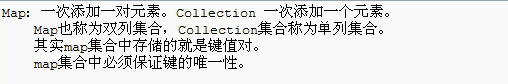 Map: 一次添加一对元素。Collection 一次添加一个元素。
Map也称为双列集合，Collection集合称为单列集合。
其实map集合中存储的就是键值对。
map集合中必须保证键的唯一性。